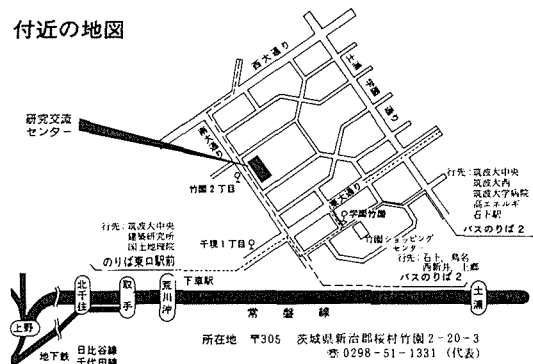 付近の地図
西大通り
土浦
学園
通り
研究交流
センター
南大通り
竹園2丁目
東大通り
学園竹園
行先:筑波大中央
筑波大西
筑波大学病院
高エネルギ
石下駅
バスのりば2
行先:筑波大中央
建築研究所
国土地理院
のりば東口駅前
千現1丁目
竹園ショッピング
センター
行先:石下、鳥名
西新井、上郷
バスのりば2
下車駅
上野
北千住
取手
荒川沖
常磐線
土浦
地下鉄 日比谷線
千代田線
所在地 〒305 茨城県新治郡桜村竹園2-20-3
☎0298-51-1331(代表)